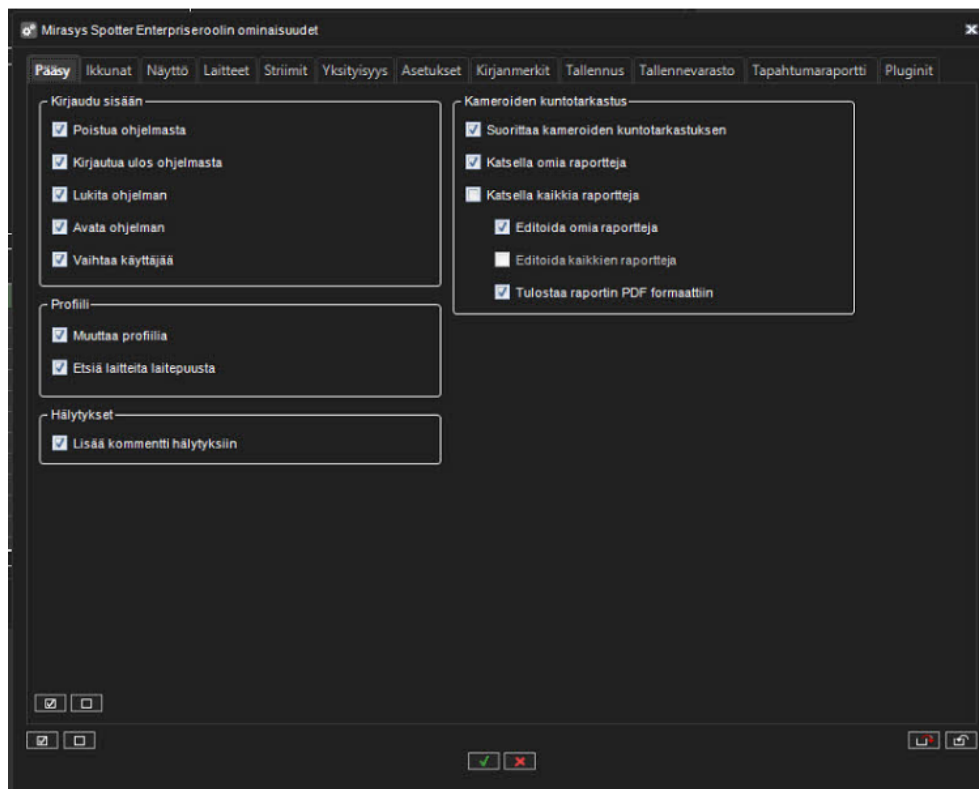 Mirasys Spotter Enterpriseroolin ominaisuudet
Pääsy Ikkunat Näyttö Laitteet Striimit Yksityisyys Asetukset Kirjanmerkit Tallennus Tallennevarasto Tapahtumaraportti Pluginit
Kirjaudu sisään
Poistua ohjelmasta
Kirjautua ulos ohjelmasta
Lukita ohjelman
Avata ohjelman
Vaihtaa käyttäjää
Profiili
Muuttaa profiilia
Etsiä laitteita laitepuusta
Hälytykset
Lisää kommentti hälytyksiin
Kameroiden kuntotarkastus
Suorittaa kameroiden kuntotarkastuksen
Katsella omia raportteja
Katsella kaikkia raportteja
Editoida omia raportteja
Editoida kaikkien raportteja
Tulostaa raportin PDF formaattiin